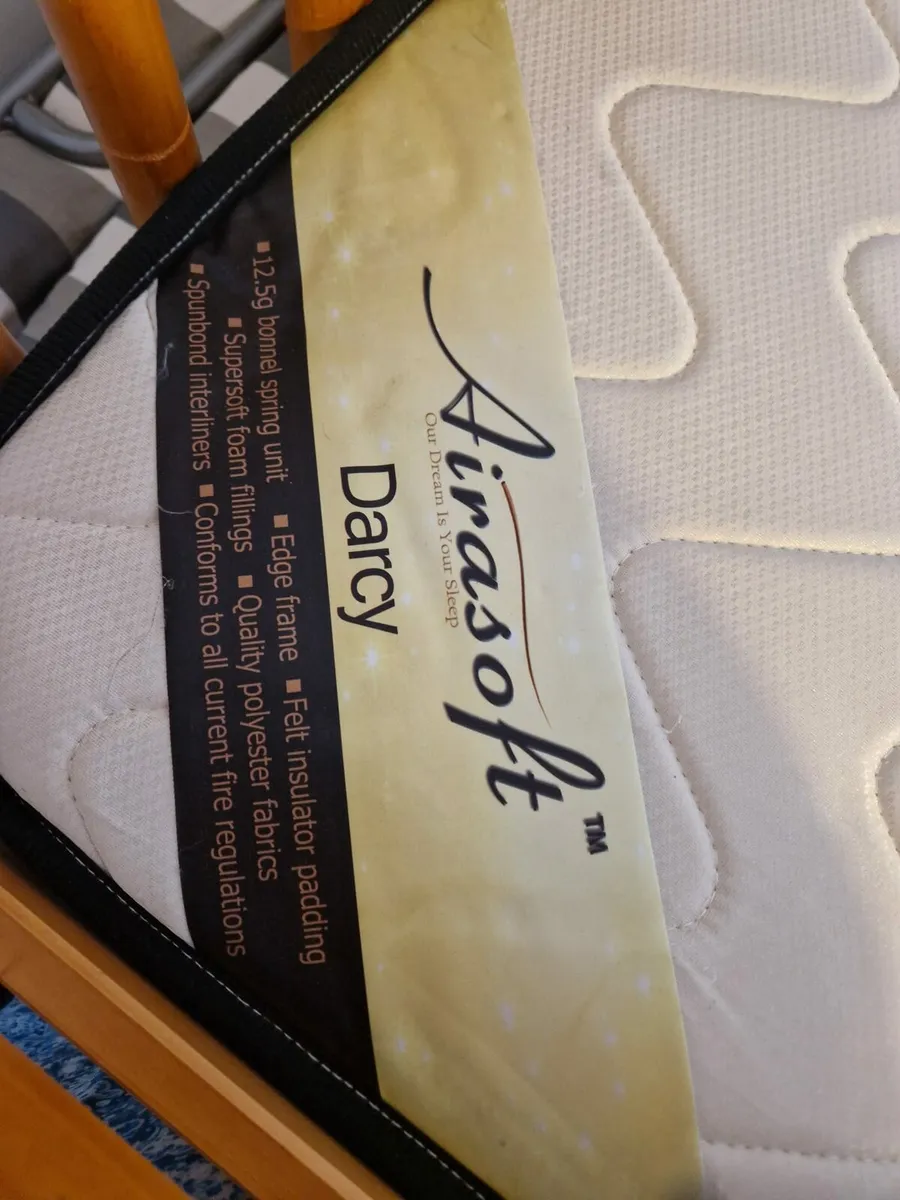 Airasoft™
Our Dream Is Your Sleep
Darcy
▪ 12.5g bonnel spring unit ▪ Edge frame ▪ Felt insulator padding
▪ Supersoft foam fillings ▪ Quality polyester fabrics
▪ Spunbond interliners ▪ Conforms to all current fire regulations